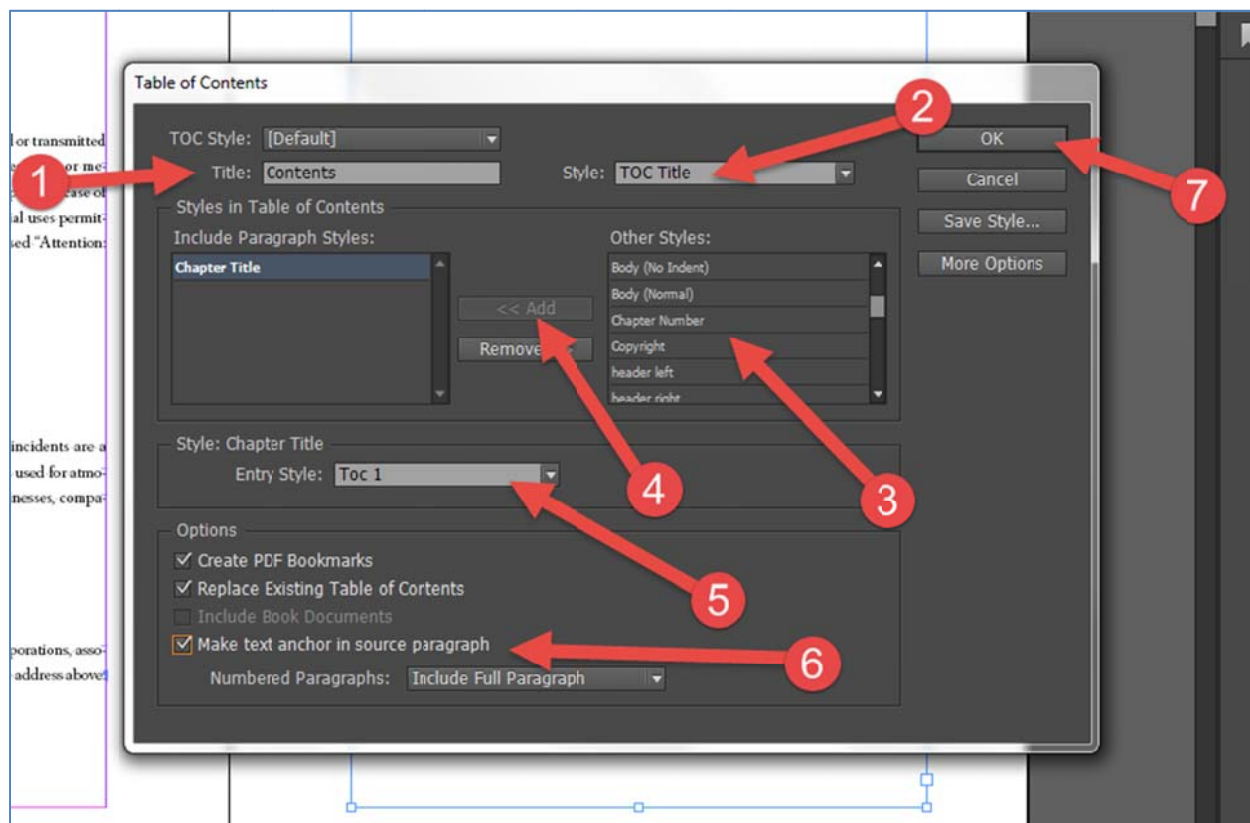 Table of Contents
TOC Style: [Default]
Title: Contents
Style: TOC Title
OK
Cancel
Save Style...
More Options
Styles in Table of Contents
Include Paragraph Styles:
Chapter Title
<< Add
Remove
Other Styles:
Body (No Indent)
Body (Normal)
Chapter Number
Copyright
header left
header right
Style: Chapter Title
Entry Style: Toc 1
Options
Create PDF Bookmarks
Replace Existing Table of Contents
Include Book Documents
Make text anchor in source paragraph
Numbered Paragraphs: Include Full Paragraph
1
2
3
4
5
6
7
or transmitted
or me-
ase of
al uses permit-
sed “Attention:
incidents are a
used for atmo-
nesses, compa-
porations, asso-
address above.